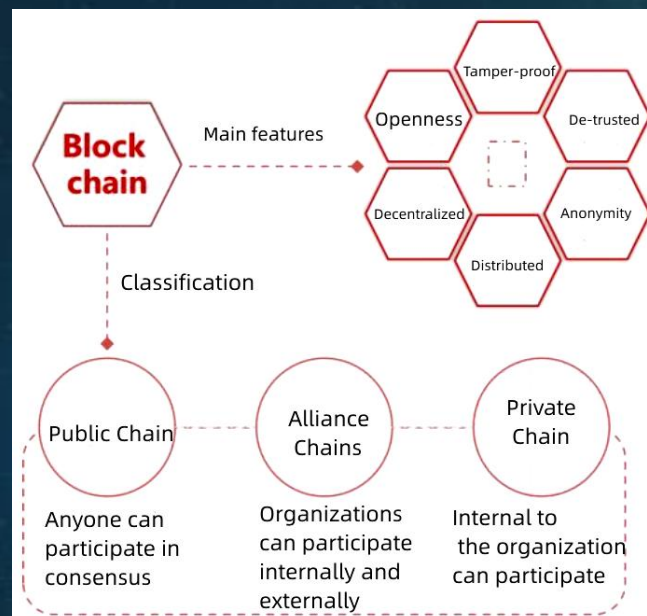 Block
chain
Main features
Tamper-proof
Openness
De-trusted
Decentralized
Anonymity
Distributed
Classification
Public Chain
Alliance
Chains
Private
Chain
Anyone can
participate in
consensus
Organizations
can participate
internally and
externally
Internal to
the organization
can participate